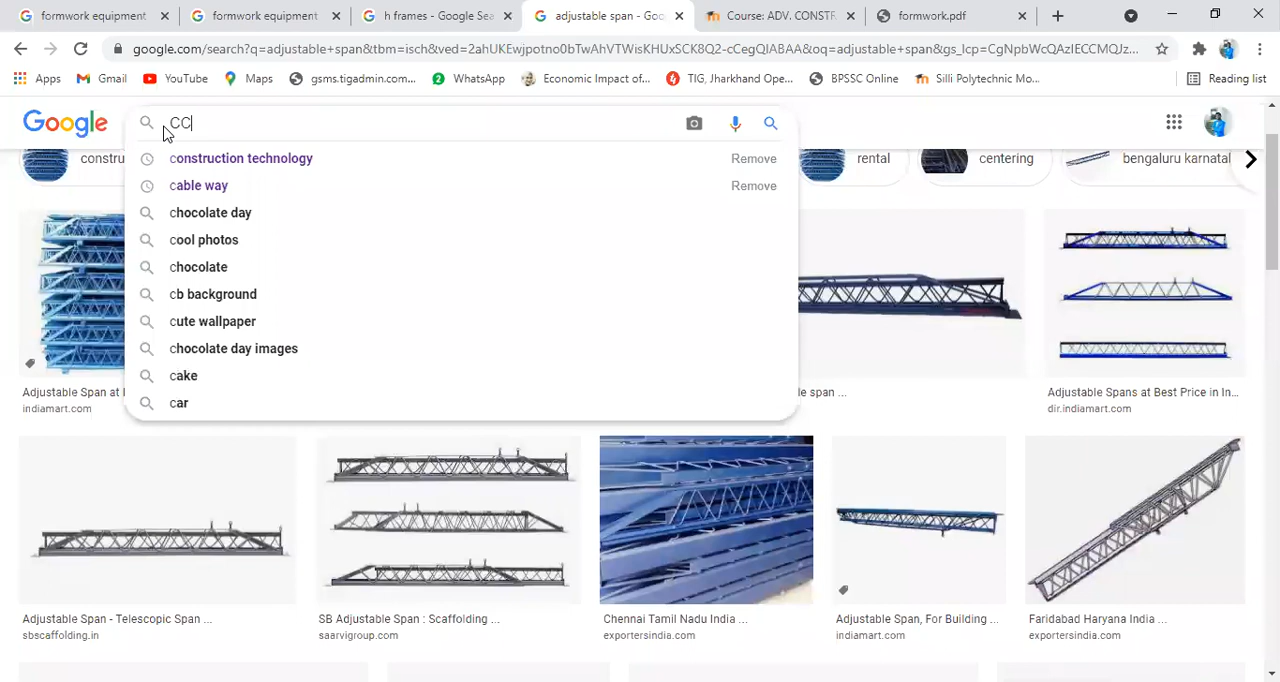 formwork equipment
formwork equipment
h frames - Google Sea
adjustable span - Goo
Course: ADV. CONSTR
formwork.pdf
google.com/search?q=adjustable+span&tbm=isch&ved=2ahUKEwjpotno0bTwAhVTWisKHUxSCK8Q2-cCegQIABAA&oq=adjustable+span&gs_lcp=CgNpbWcQAzIECCMQJz...
Apps
Gmail
YouTube
Maps
gsms.tigadmin.com...
WhatsApp
Economic Impact of...
TIG, Jharkhand Ope...
BPSSC Online
Silli Polytechnic Mo...
Reading list
Google
CC
constru
rental
centering
bengaluru karnatak
construction technology
Remove
cable way
Remove
chocolate day
cool photos
chocolate
cb background
cute wallpaper
chocolate day images
cake
car
Adjustable Span at
indiamart.com
le span ...
Adjustable Spans at Best Price in In...
dir.indiamart.com
Adjustable Span - Telescopic Span ...
sbscaffolding.in
SB Adjustable Span : Scaffolding ...
saarvigroup.com
Chennai Tamil Nadu India ...
exportersindia.com
Adjustable Span, For Building ...
indiamart.com
Faridabad Haryana India ...
exportersindia.com